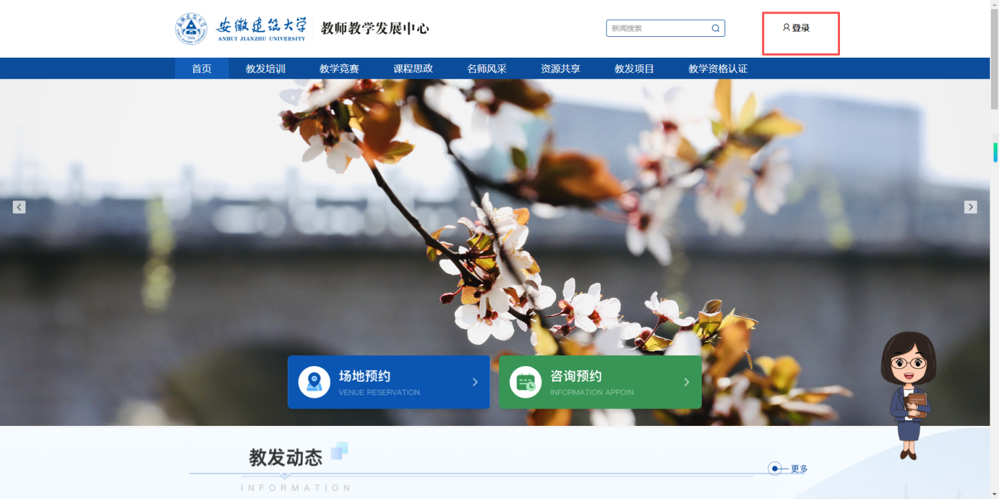 安徽建筑大学
ANHUI JIANZHU UNIVERSITY
教师教学发展中心
新闻搜索
登录
首页 教发培训 教学竞赛 课程思政 名师风采 资源共享 教发项目 教学资格认证
场地预约
VENUE RESERVATION
咨询预约
INFORMATION APPOIN
教发动态
更多
INFORMATION